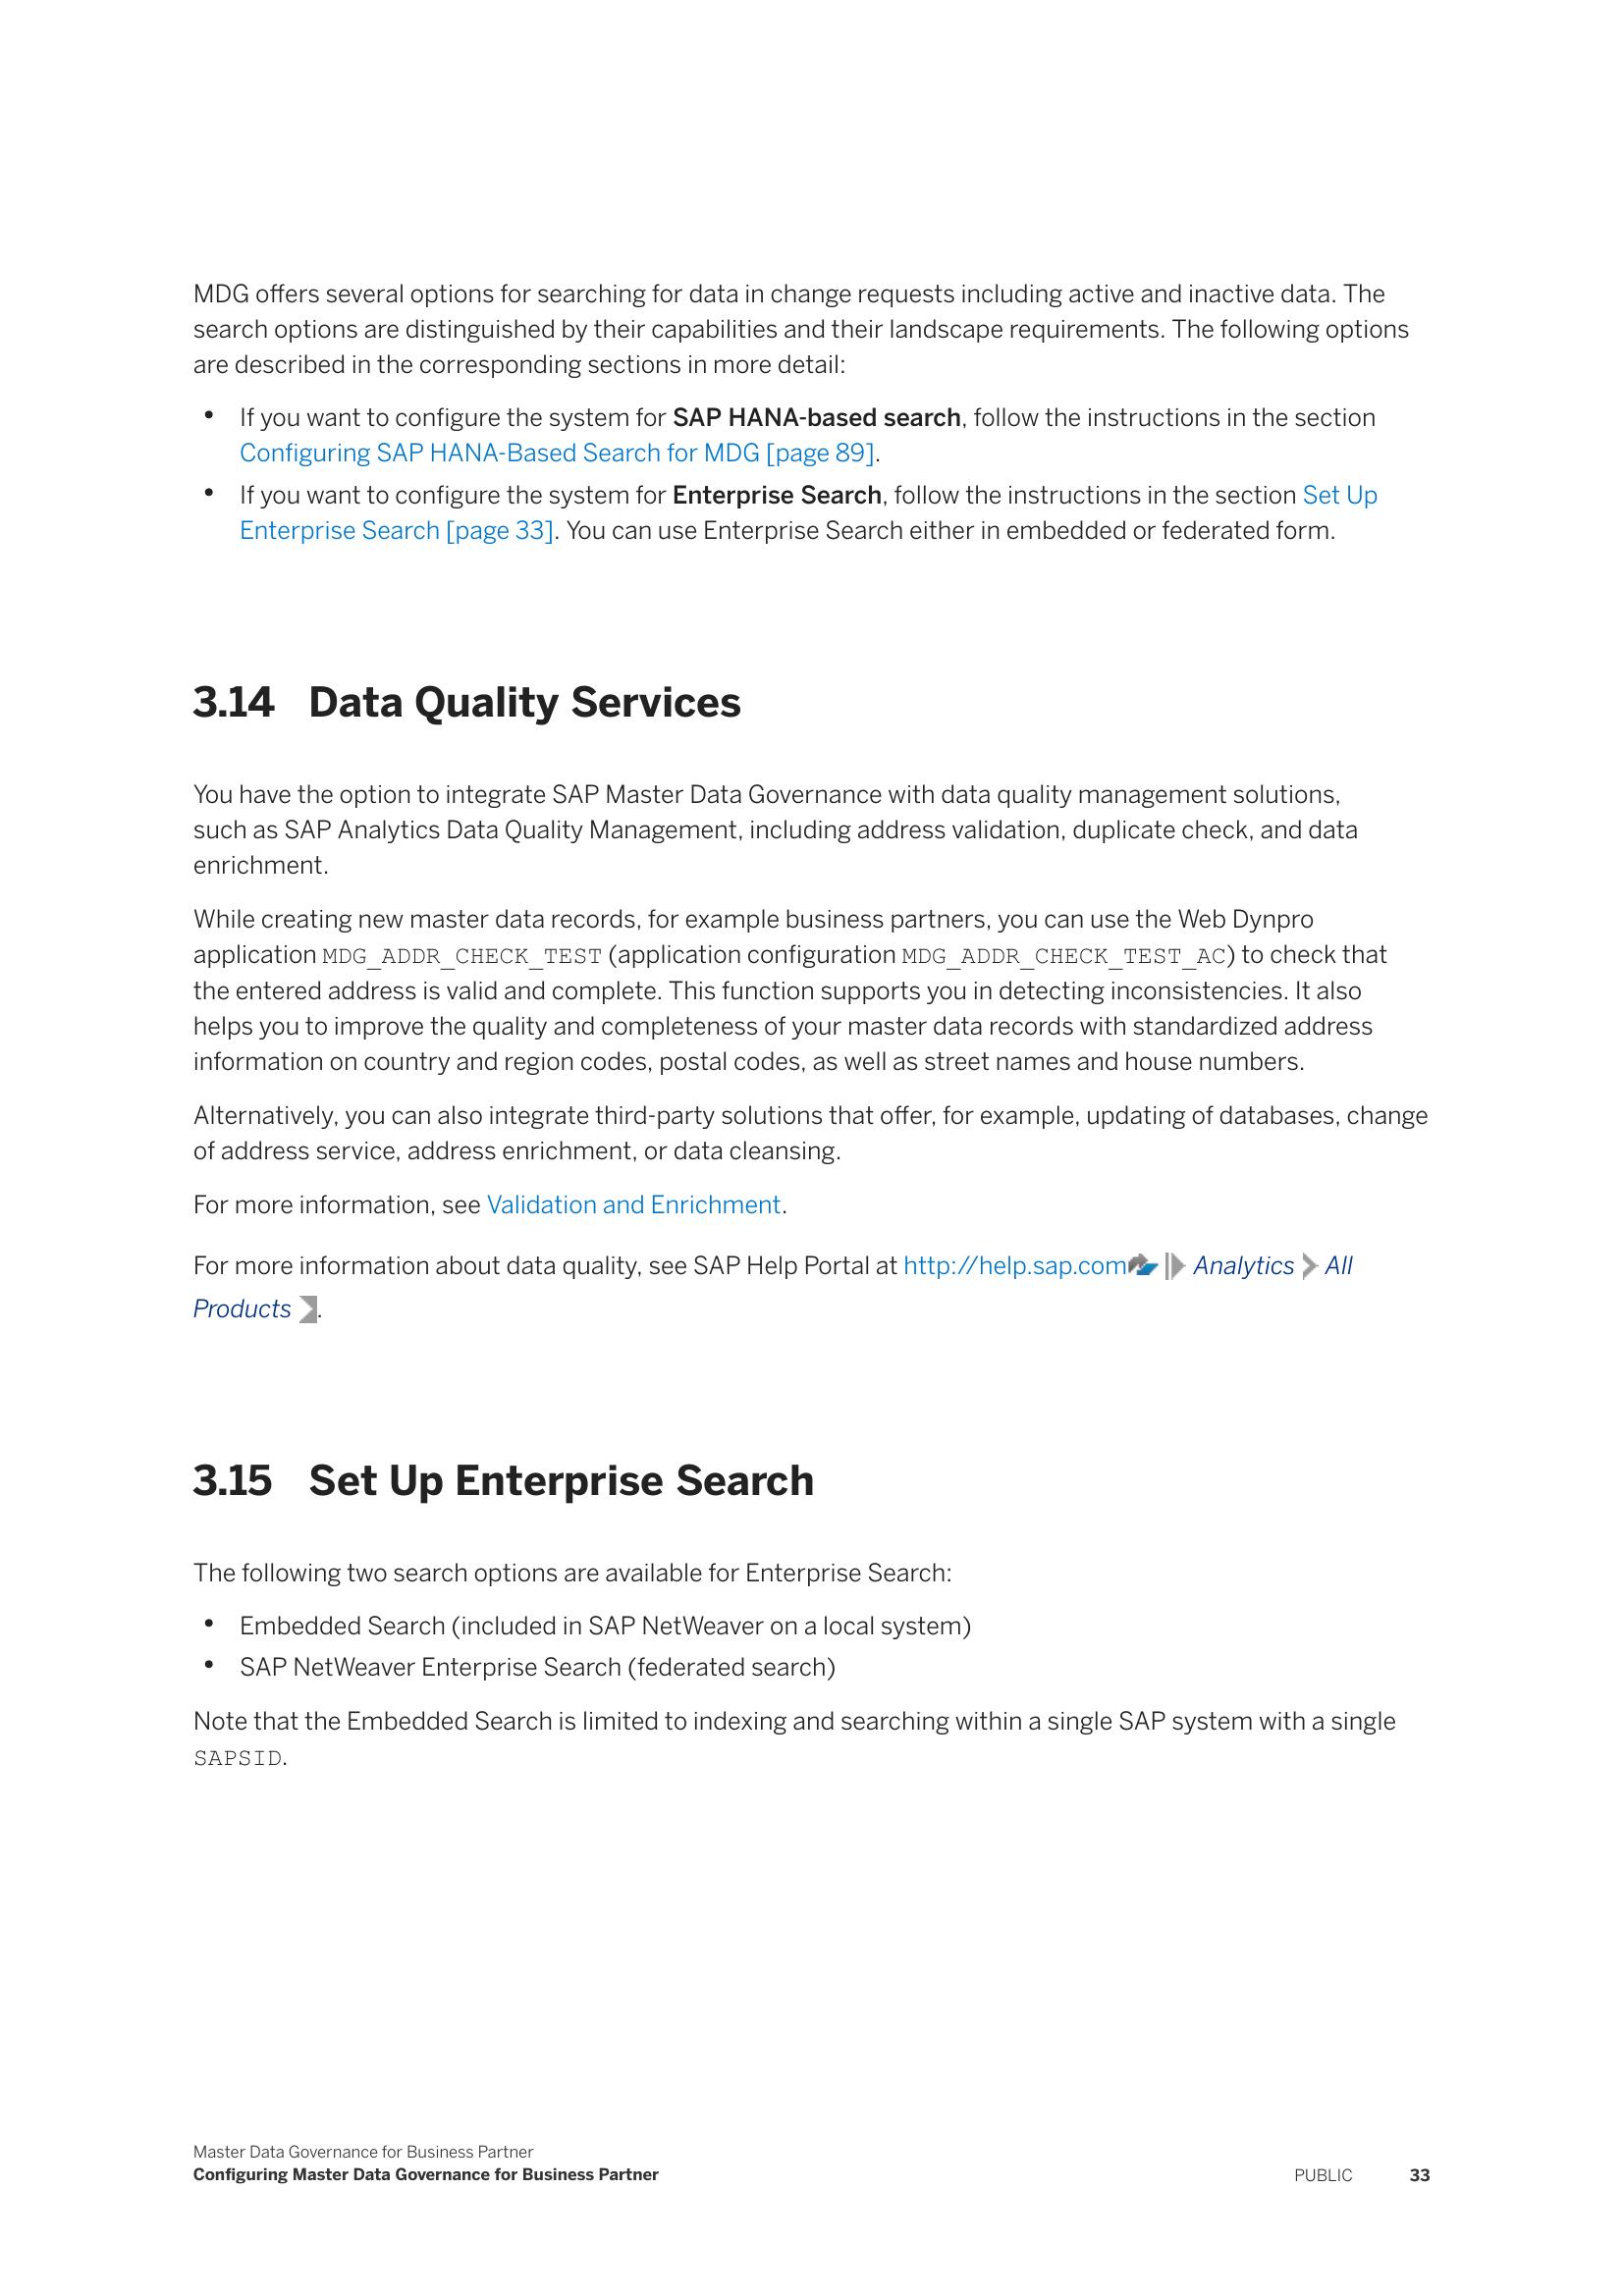 MDG offers several options for searching for data in change requests including active and inactive data. The
search options are distinguished by their capabilities and their landscape requirements. The following options
are described in the corresponding sections in more detail:
• If you want to configure the system for SAP HANA-based search, follow the instructions in the section
Configuring SAP HANA-Based Search for MDG [page 89].
• If you want to configure the system for Enterprise Search, follow the instructions in the section Set Up
Enterprise Search [page 33]. You can use Enterprise Search either in embedded or federated form.
3.14 Data Quality Services
You have the option to integrate SAP Master Data Governance with data quality management solutions,
such as SAP Analytics Data Quality Management, including address validation, duplicate check, and data
enrichment.
While creating new master data records, for example business partners, you can use the Web Dynpro
application MDG_ADDR_CHECK_TEST (application configuration MDG_ADDR_CHECK_TEST_AC) to check that
the entered address is valid and complete. This function supports you in detecting inconsistencies. It also
helps you to improve the quality and completeness of your master data records with standardized address
information on country and region codes, postal codes, as well as street names and house numbers.
Alternatively, you can also integrate third-party solutions that offer, for example, updating of databases, change
of address service, address enrichment, or data cleansing.
For more information, see Validation and Enrichment.
For more information about data quality, see SAP Help Portal at http://help.sap.com Analytics All
Products .
3.15 Set Up Enterprise Search
The following two search options are available for Enterprise Search:
• Embedded Search (included in SAP NetWeaver on a local system)
• SAP NetWeaver Enterprise Search (federated search)
Note that the Embedded Search is limited to indexing and searching within a single SAP system with a single
SAPSID.
Master Data Governance for Business Partner
Configuring Master Data Governance for Business Partner PUBLIC 33